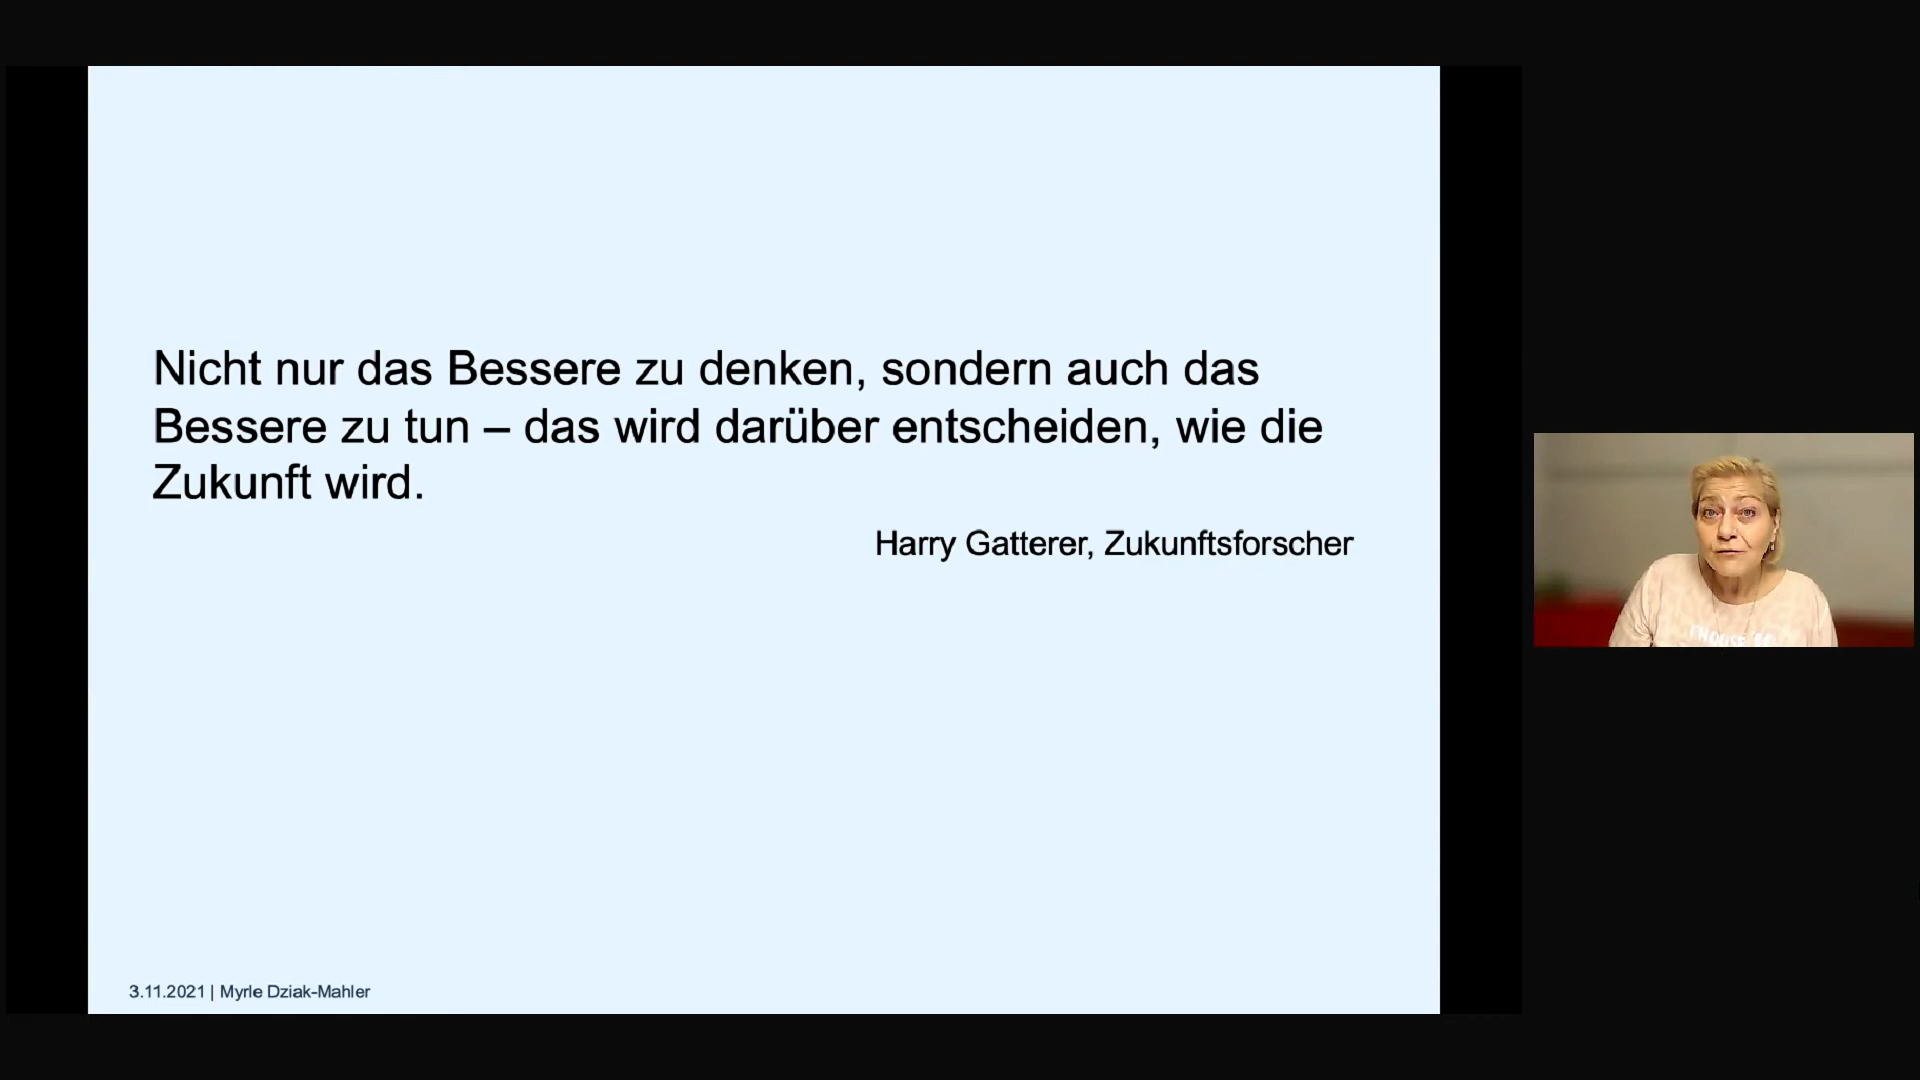 Nicht nur das Bessere zu denken, sondern auch das
Bessere zu tun – das wird darüber entscheiden, wie die
Zukunft wird.
Harry Gatterer, Zukunftsforscher
3.11.2021 | Myrle Dziak-Mahler